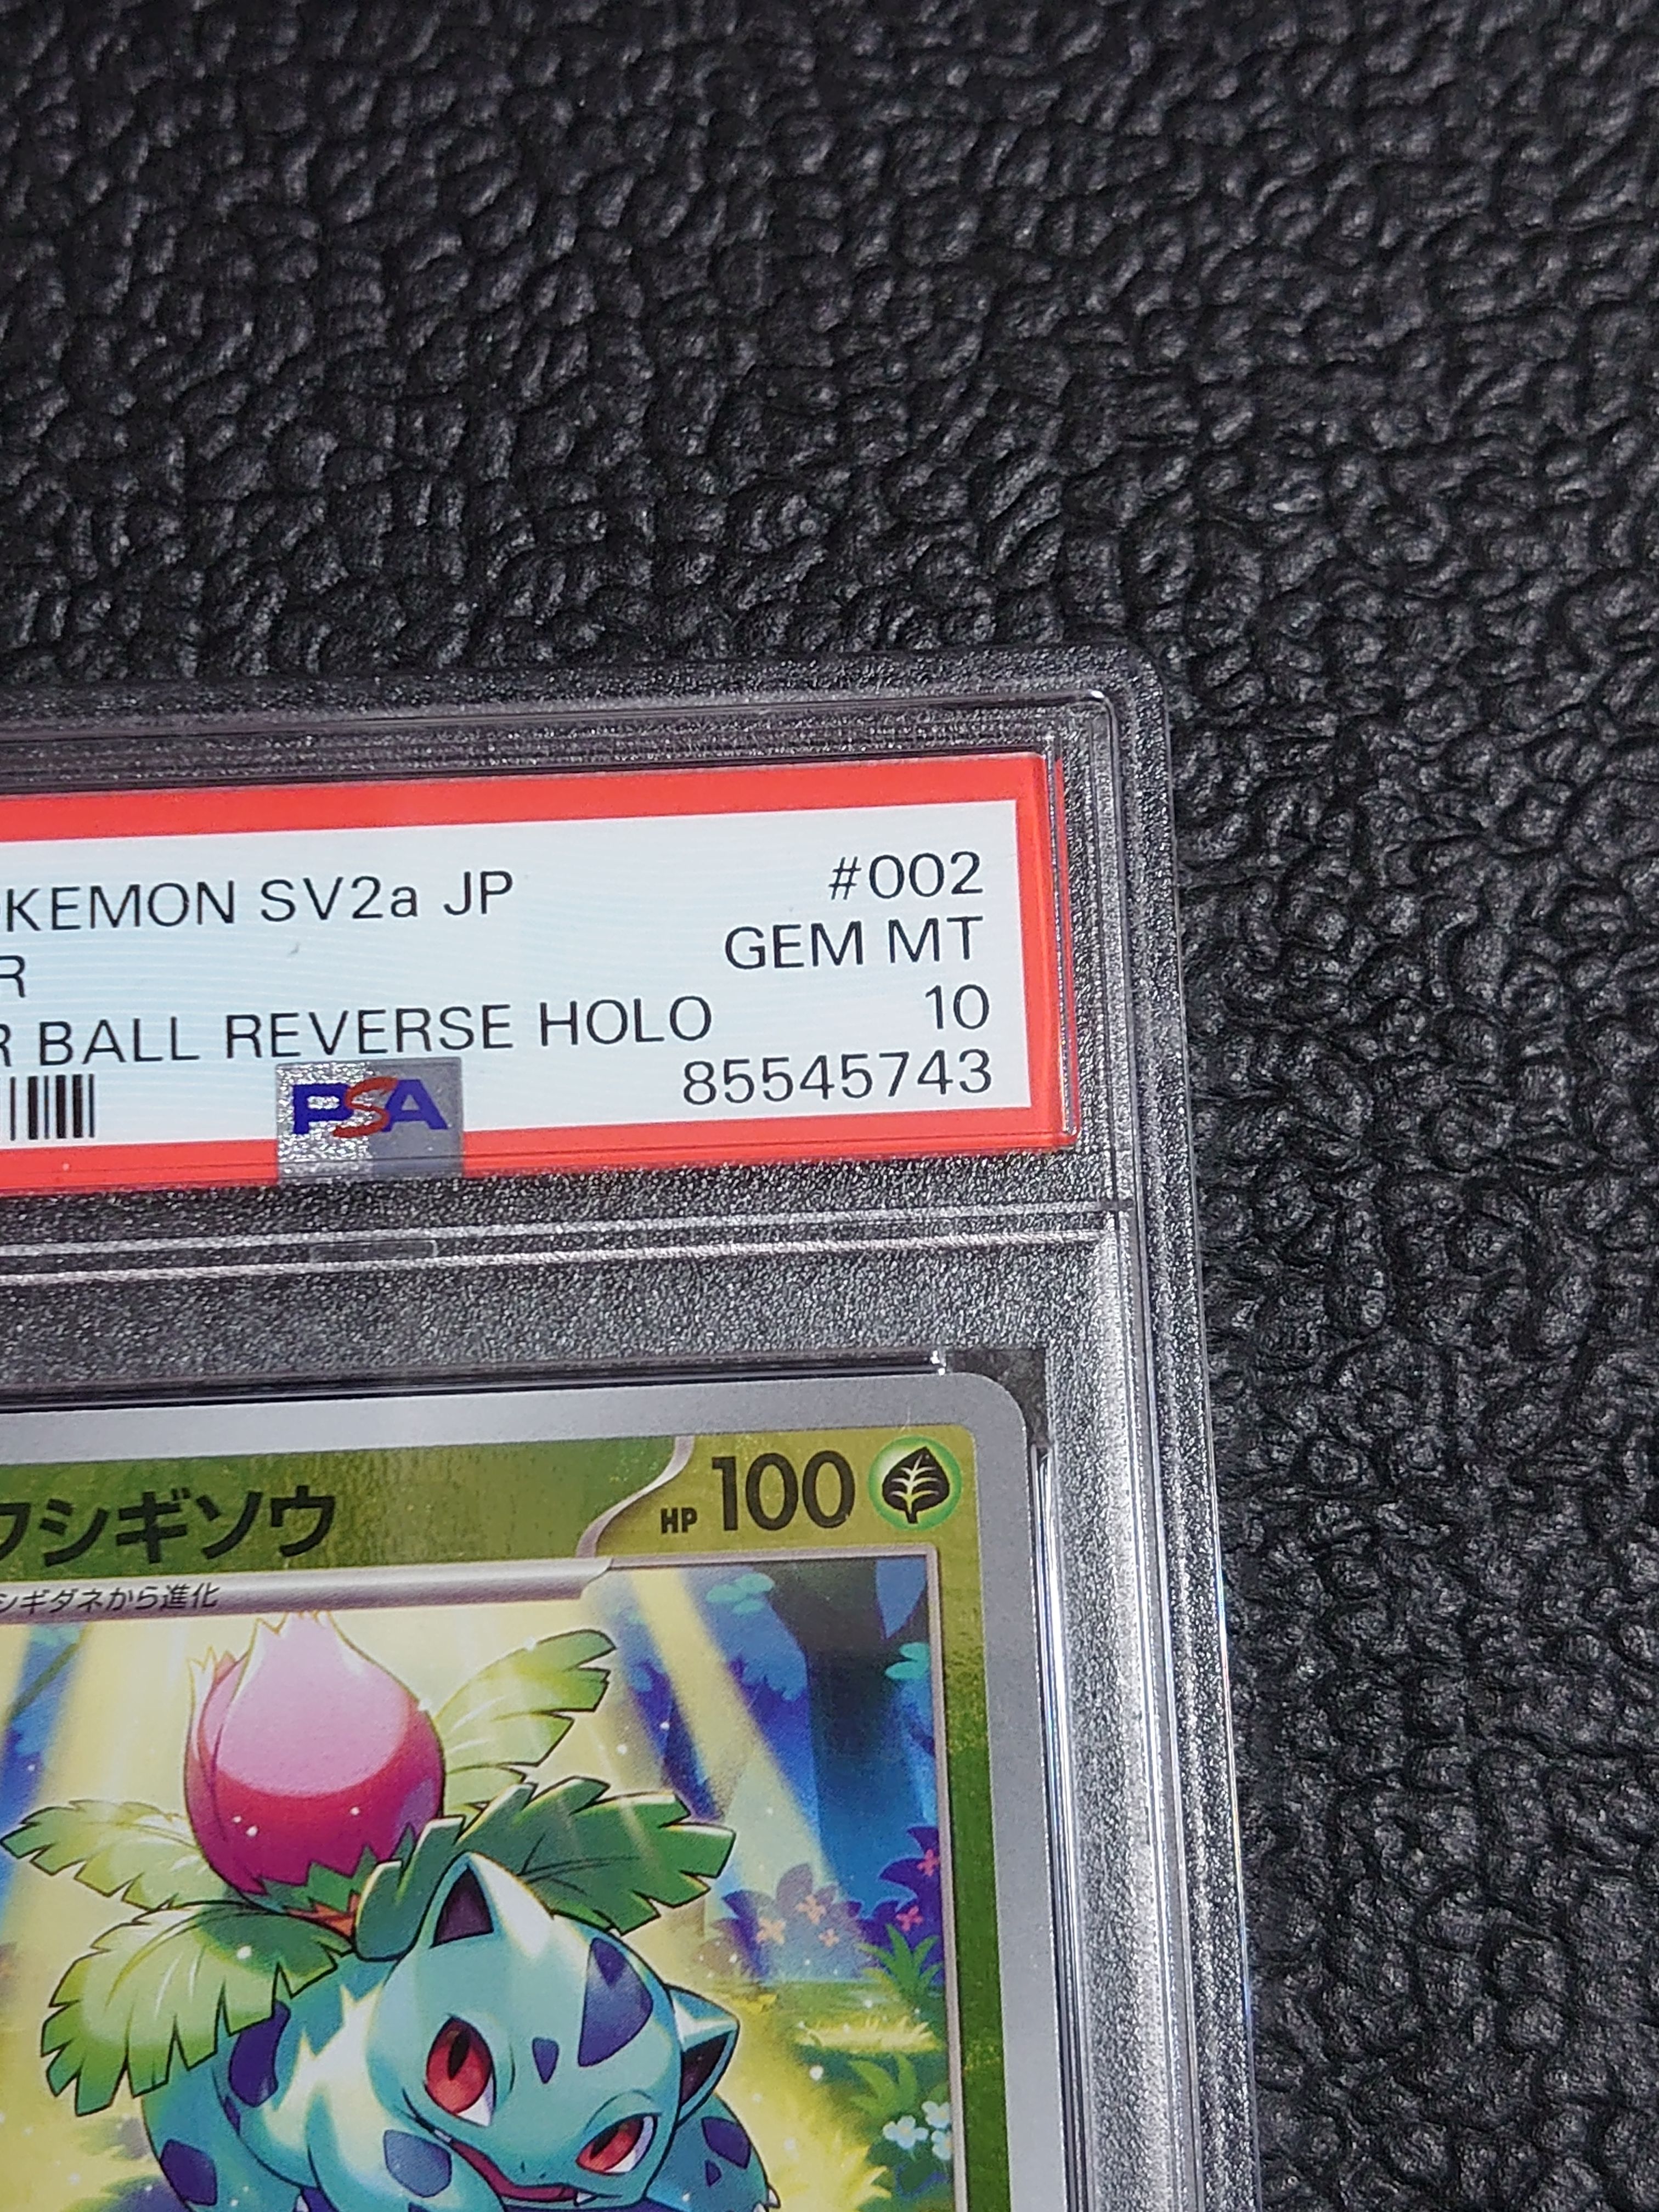 KEMON SV2a JP #002
R GEM MT
R BALL REVERSE HOLO 10
PSA 85545743
フシギソウ HP 100
シギダネから進化